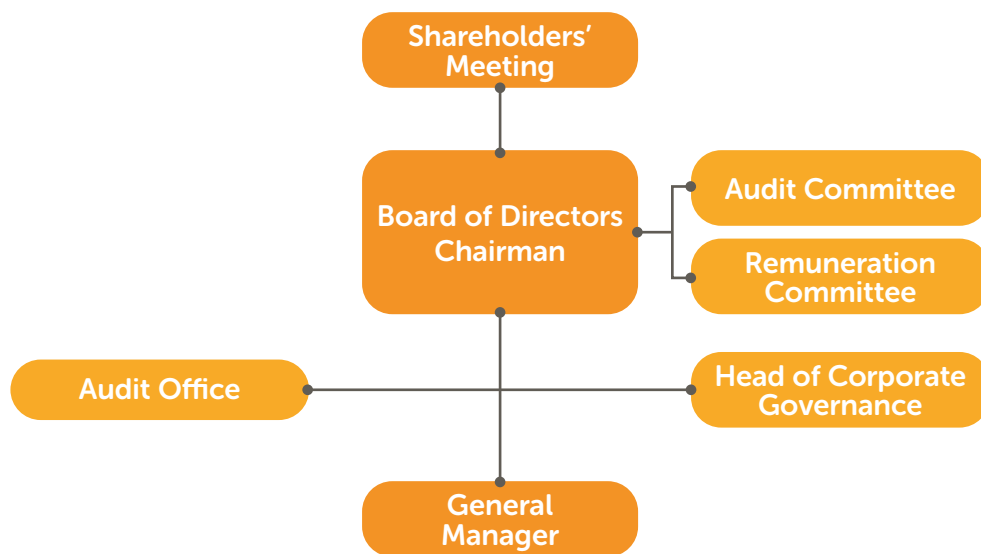 Shareholders’
Meeting
Board of Directors
Chairman
Audit Committee
Remuneration
Committee
Audit Office
Head of Corporate
Governance
General
Manager